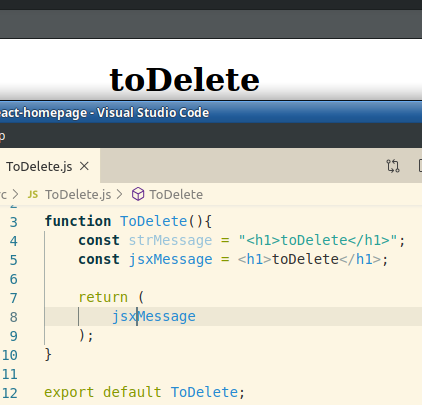 toDelete
eact-homepage - Visual Studio Code
p
ToDelete.js ×
rc > JS ToDelete.js > ToDelete
3 function ToDelete(){
4 const strMessage = "<h1>toDelete</h1>";
5 const jsxMessage = <h1>toDelete</h1>;
6
7 return (
8 jsxMessage
9 );
10 }
11
12 export default ToDelete;